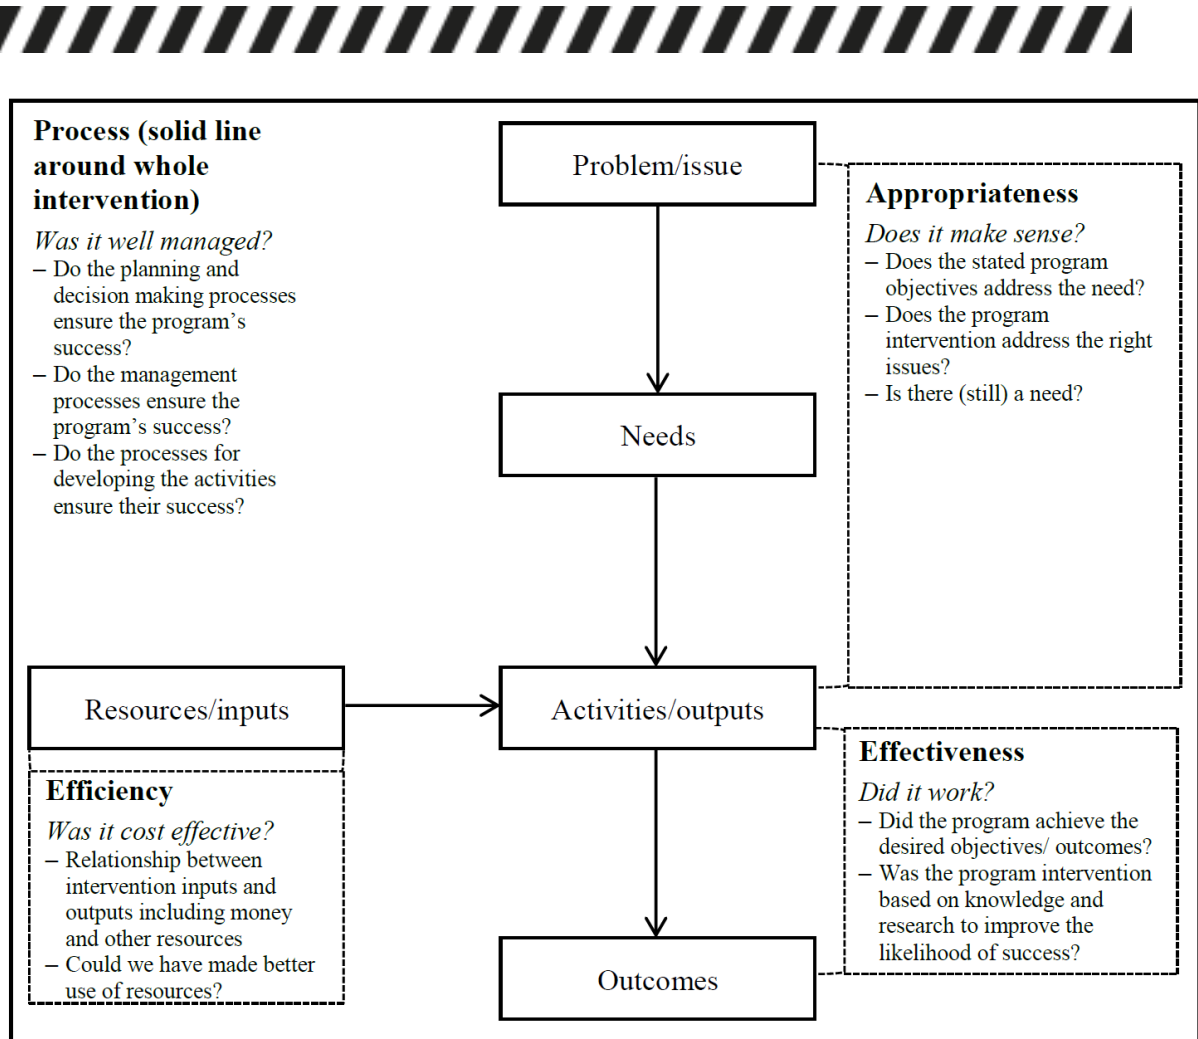 Process (solid line
around whole
intervention)
Was it well managed?
– Do the planning and
decision making processes
ensure the program’s
success?
– Do the management
processes ensure the
program’s success?
– Do the processes for
developing the activities
ensure their success?
Problem/issue
Appropriateness
Does it make sense?
– Does the stated program
objectives address the need?
– Does the program
intervention address the right
issues?
– Is there (still) a need?
Needs
Resources/inputs
Activities/outputs
Efficiency
Was it cost effective?
– Relationship between
intervention inputs and
outputs including money
and other resources
– Could we have made better
use of resources?
Effectiveness
Did it work?
– Did the program achieve the
desired objectives/ outcomes?
– Was the program intervention
based on knowledge and
research to improve the
likelihood of success?
Outcomes